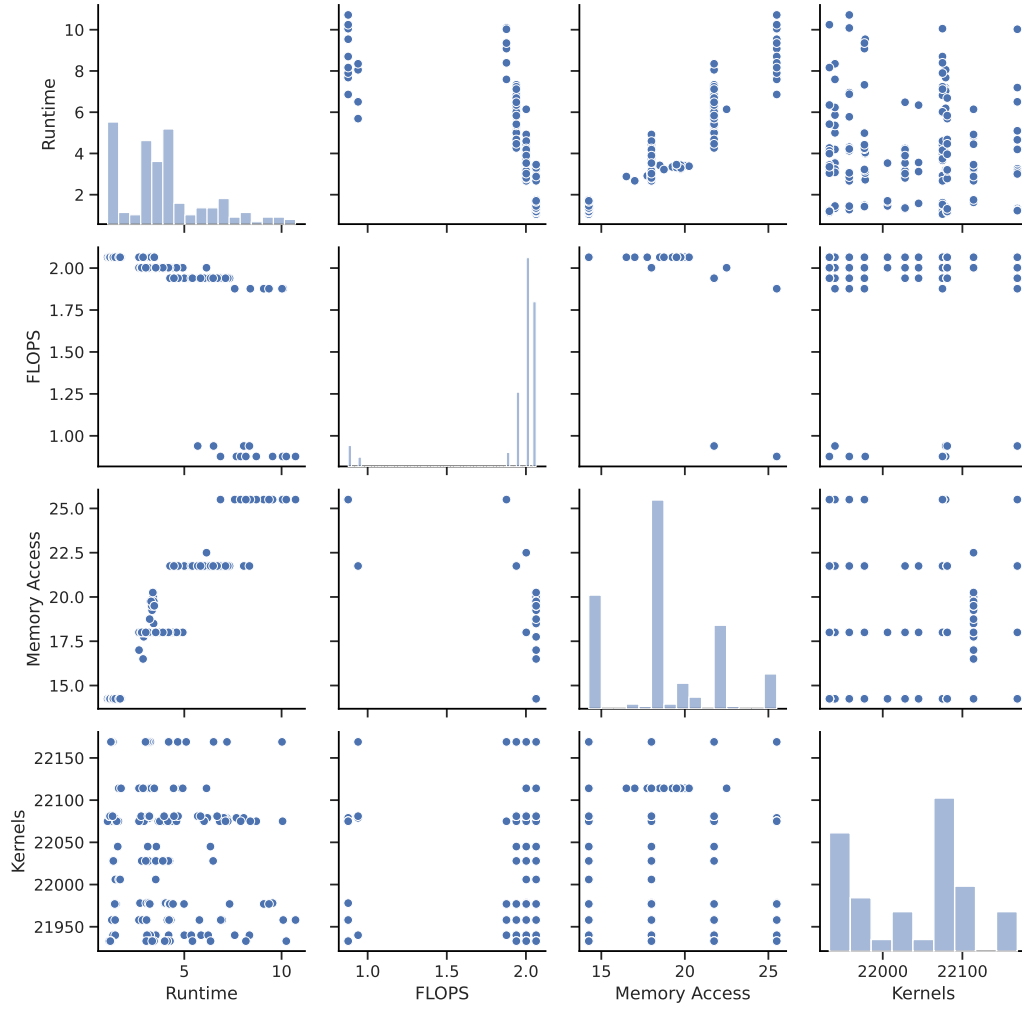 10
8
6
4
2
Runtime
2.00
1.75
1.50
1.25
1.00
FLOPS
25.0
22.5
20.0
17.5
15.0
Memory Access
22150
22100
22050
22000
21950
Kernels
5 10
Runtime
1.0 1.5 2.0
FLOPS
15 20 25
Memory Access
22000 22100
Kernels